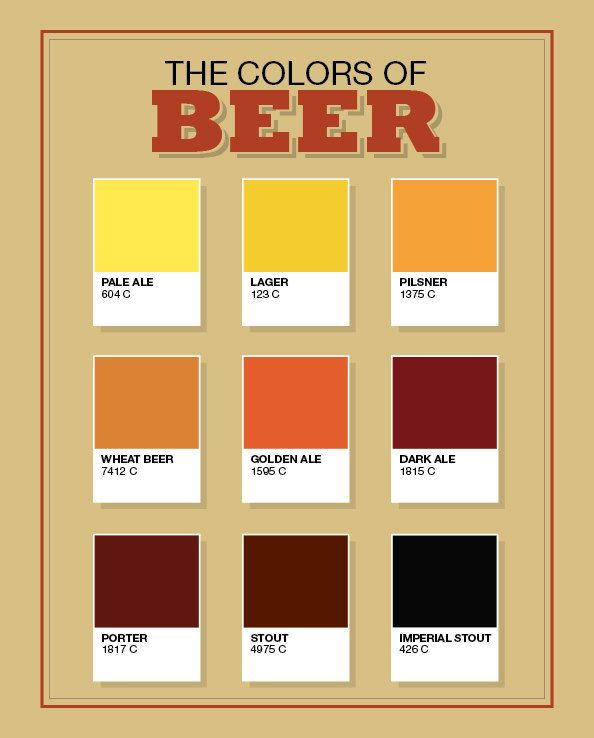 THE COLORS OF
BEER
PALE ALE
604 C
LAGER
123 C
PILSNER
1375 C
WHEAT BEER
7412 C
GOLDEN ALE
1595 C
DARK ALE
1815 C
PORTER
1817 C
STOUT
4975 C
IMPERIAL STOUT
426 C